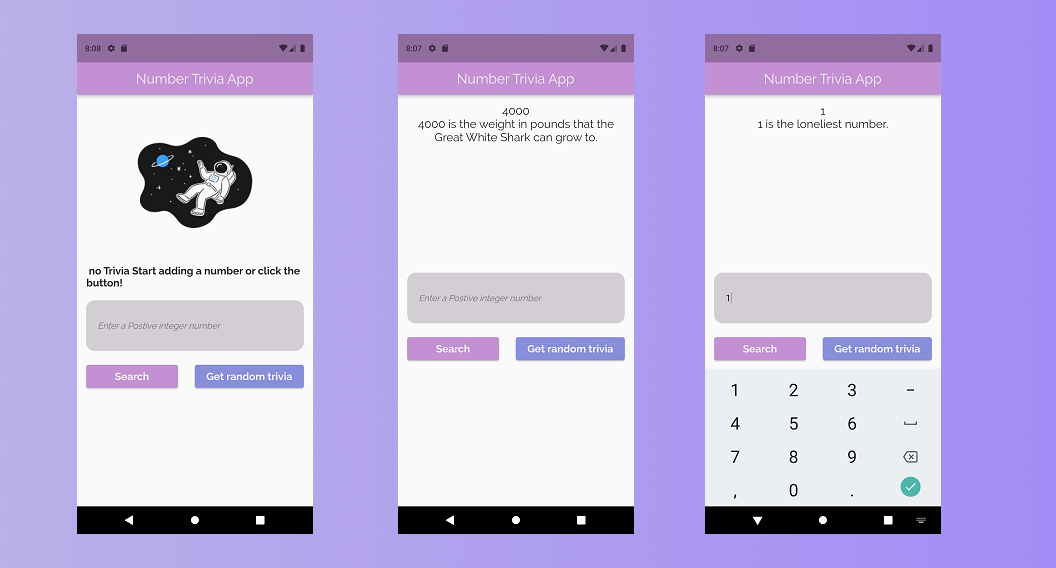 8:08
Number Trivia App
no Trivia Start adding a number or click the
button!
Enter a Postive integer number
Search
Get random trivia
8:07
Number Trivia App
4000
4000 is the weight in pounds that the
Great White Shark can grow to.
Enter a Postive integer number
Search
Get random trivia
8:07
Number Trivia App
1
1 is the loneliest number.
1
Search
Get random trivia
1 2 3 -
4 5 6
7 8 9
, 0 .